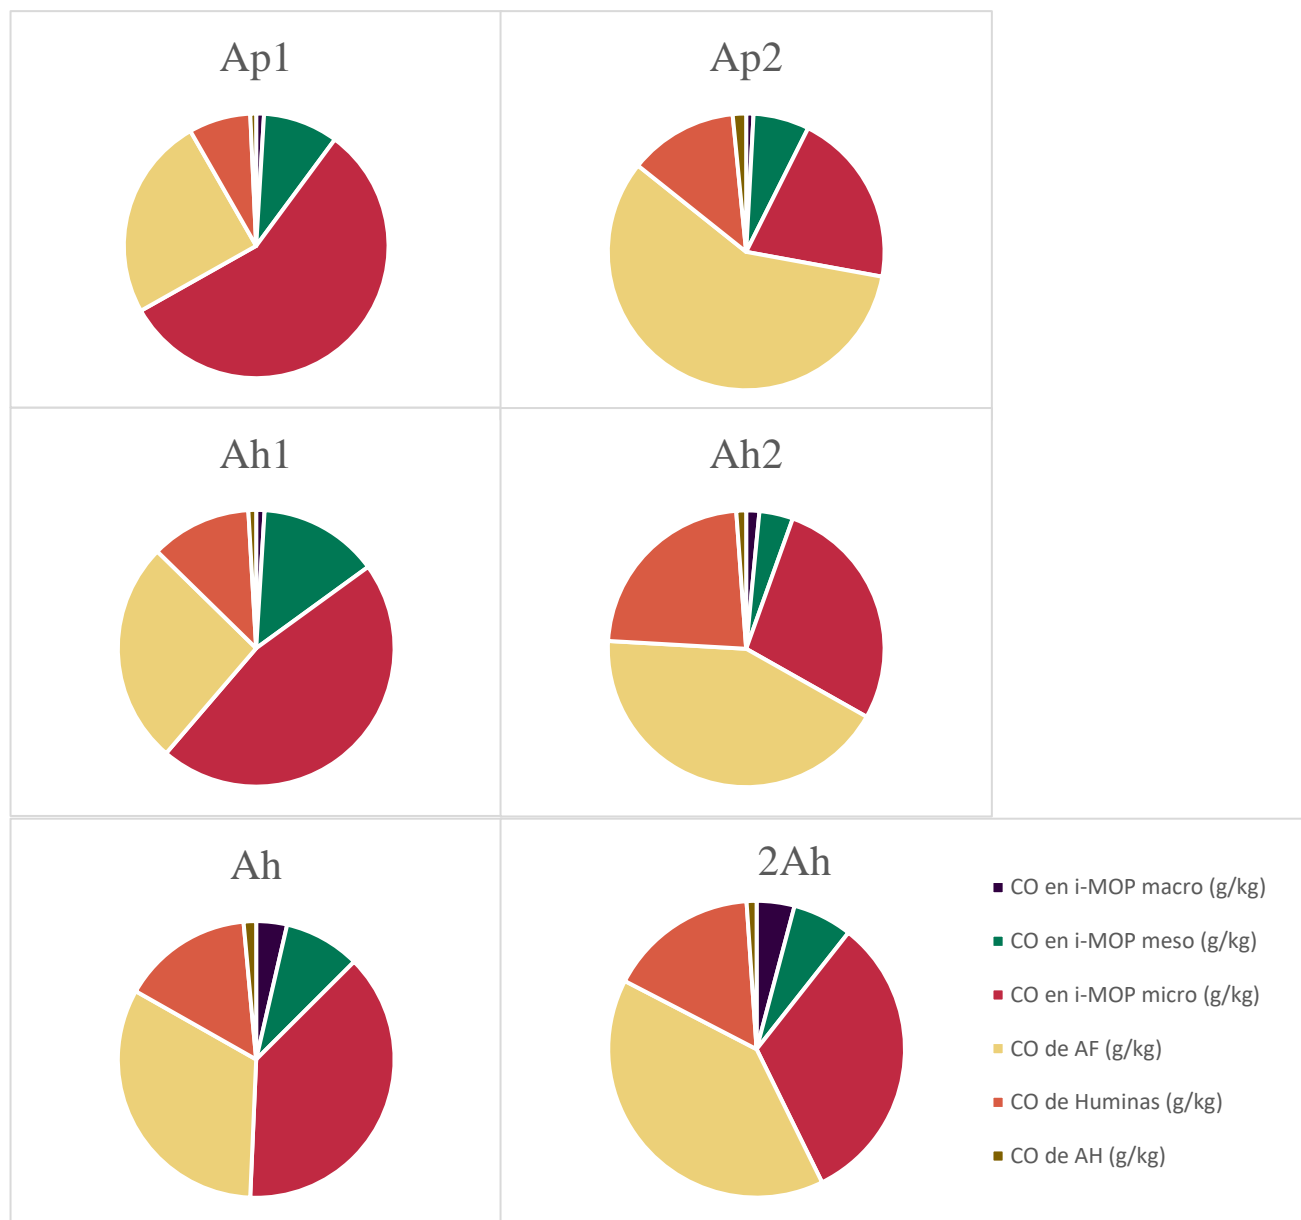 Ap1
Ap2
Ah1
Ah2
Ah
2Ah
CO en i-MOP macro (g/kg)
CO en i-MOP meso (g/kg)
CO en i-MOP micro (g/kg)
CO de AF (g/kg)
CO de Huminas (g/kg)
CO de AH (g/kg)